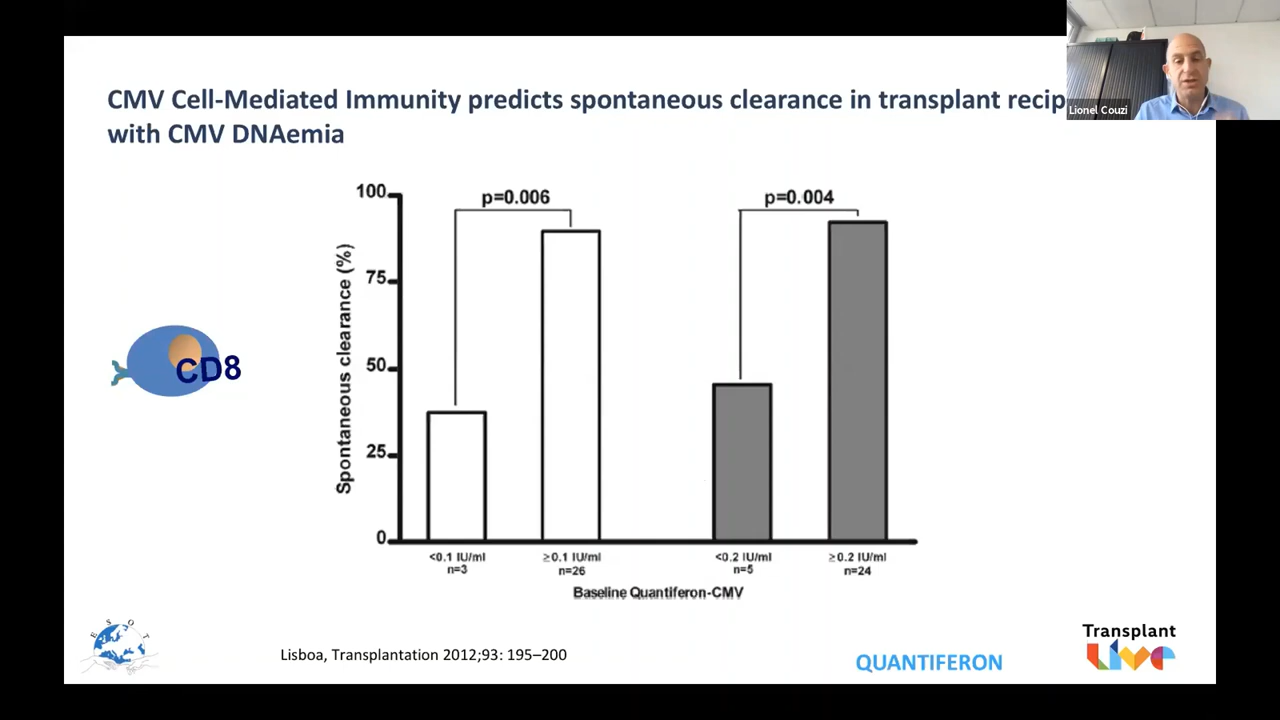 CMV Cell-Mediated Immunity predicts spontaneous clearance in transplant recip
with CMV DNAemia
Lionel Couzi
p=0.006
p=0.004
100
75
50
25
0
Spontaneous clearance (%)
CD8
<0.1 IU/ml
n=3
≥0.1 IU/ml
n=26
<0.2 IU/ml
n=5
≥0.2 IU/ml
n=24
Baseline Quantiferon-CMV
E S O T
Lisboa, Transplantation 2012;93: 195–200
QUANTIFERON
Transplant
Live